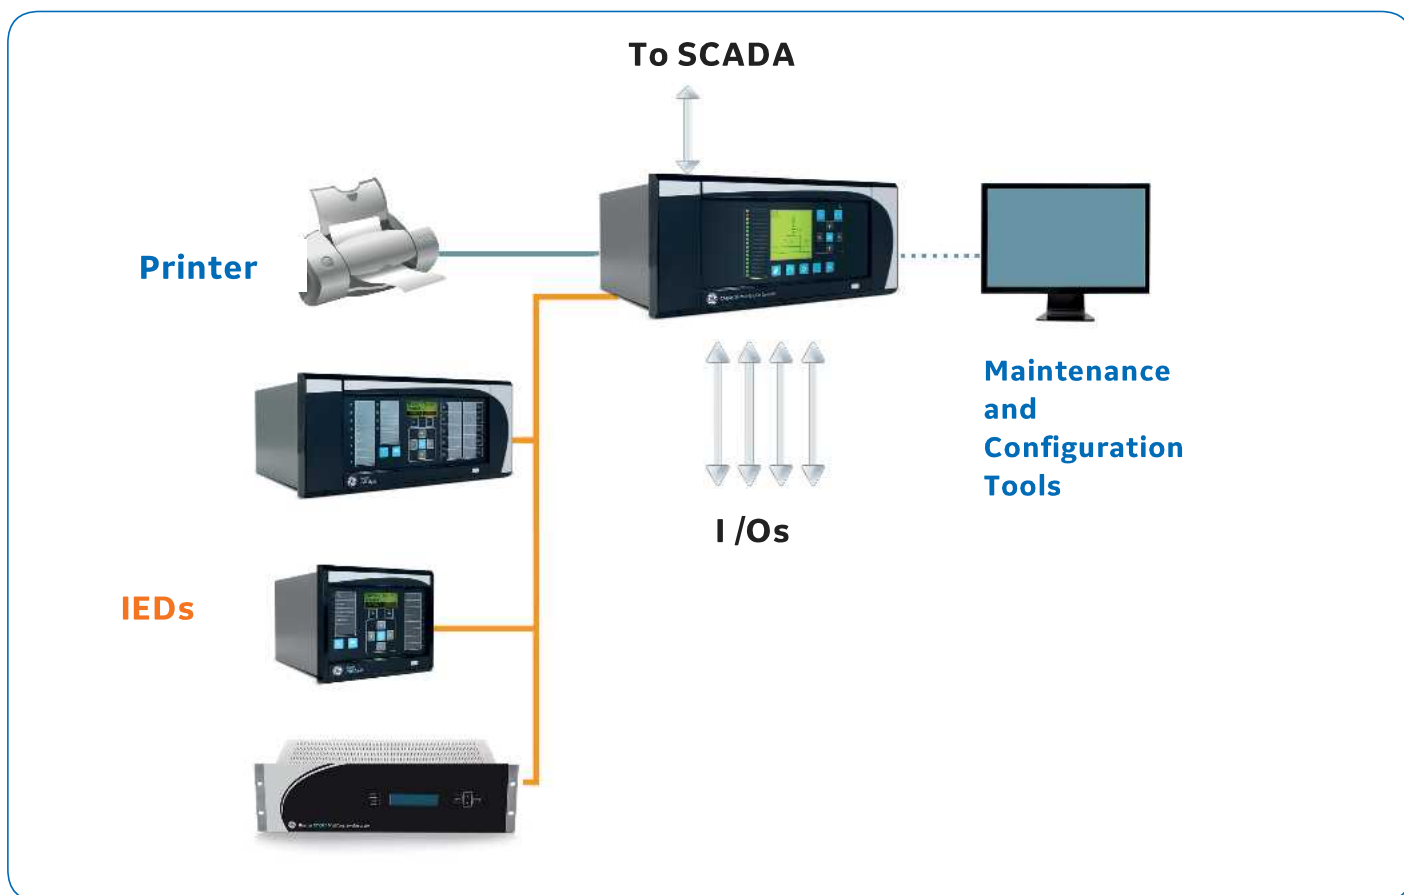 To SCADA
Printer
Maintenance
and
Configuration
Tools
I /Os
IEDs